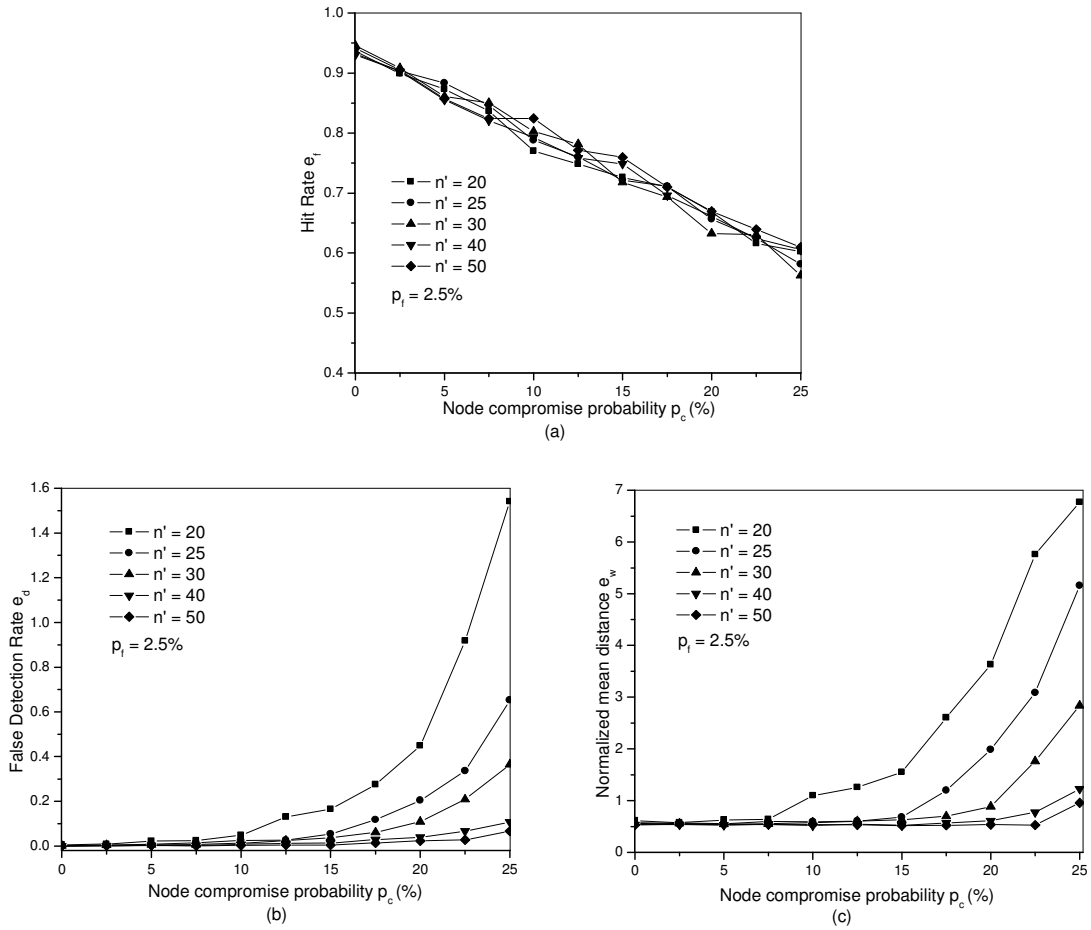 1.0
0.9
0.8
0.7
0.6
0.5
0.4
Hit Rate e_f
n' = 20
n' = 25
n' = 30
n' = 40
n' = 50
p_f = 2.5%
0 5 10 15 20 25
Node compromise probability p_c (%)
(a)
1.6
1.4
1.2
1.0
0.8
0.6
0.4
0.2
0.0
False Detection Rate e_d
n' = 20
n' = 25
n' = 30
n' = 40
n' = 50
p_f = 2.5%
0 5 10 15 20 25
Node compromise probability p_c (%)
(b)
7
6
5
4
3
2
1
0
Normalized mean distance e_w
n' = 20
n' = 25
n' = 30
n' = 40
n' = 50
p_f = 2.5%
0 5 10 15 20 25
Node compromise probability p_c (%)
(c)